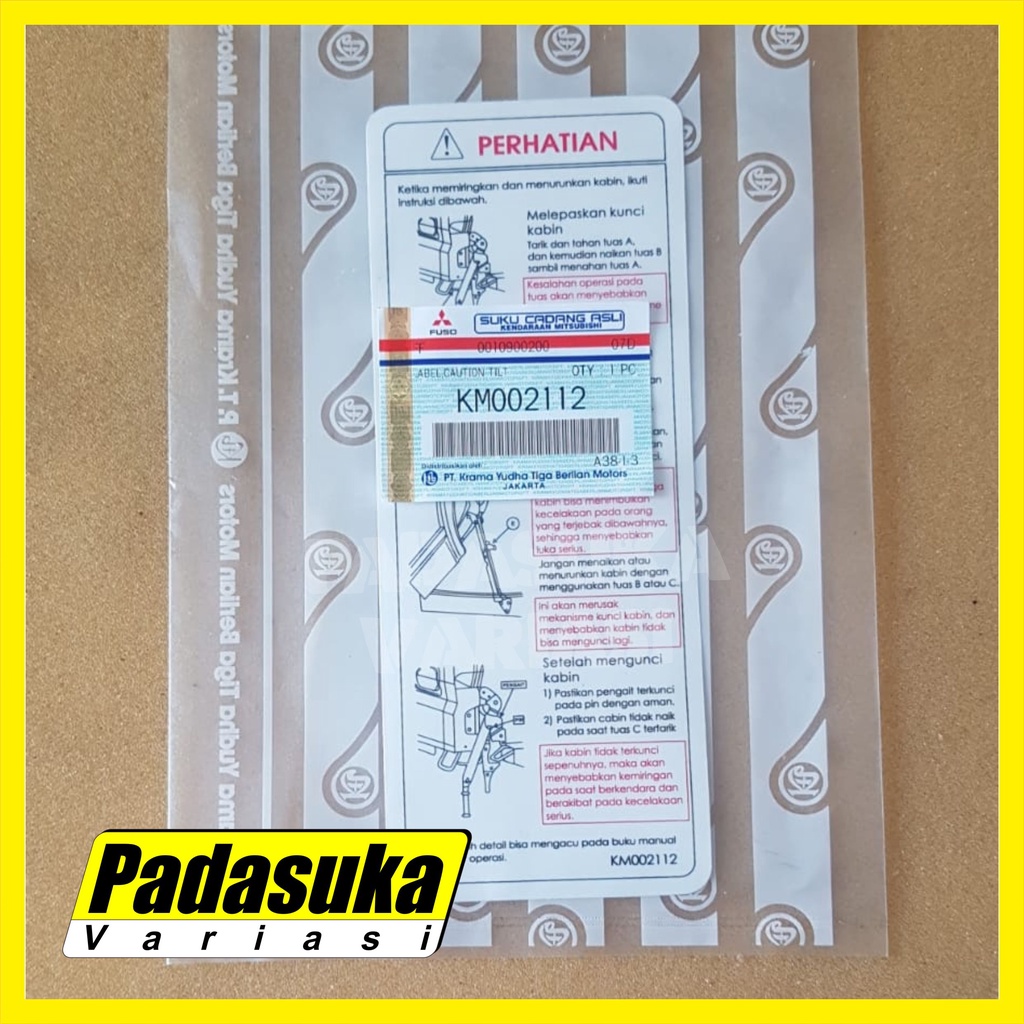 P.T. Krama Yudha Tiga Berlian Motors
PERHATIAN
Ketika memiringkan dan menurunkan kabin, ikuti
instruksi dibawah.
Melepaskan kunci
kabin
Tarik dan tahan tuas A,
dan kemudian naikan tuas B
sambil menahan tuas A.
Kesalahan operasi pada
tuas akan menyebabkan
FUSO
SUKU CADANG ASLI
KENDARAAN MITSUBISHI
T 0010900200 07D
ABEL,CAUTION TILT QTY : 1 PC
KM002112
A38-1-3
Didistribusikan oleh:
PT. Krama Yudha Tiga Berlian Motors
JAKARTA
kabin bisa menimbulkan
kecelakaan pada orang
yang terjebak dibawahnya,
sehingga menyebabkan
luka serius.
Jangan menaikan atau
menurunkan kabin dengan
menggunakan tuas B atau C.
Ini akan merusak
mekanisme kunci kabin, dan
menyebabkan kabin tidak
bisa mengunci lagi.
Setelah mengunci
kabin
1) Pastikan pengait terkunci
pada pin dengan aman.
2) Pastikan cabin tidak naik
pada saat tuas C tertarik
PENGAIT
PIN
Jika kabin tidak terkunci
sepenuhnya, maka akan
menyebabkan kemiringan
pada saat berkendara dan
berakibat pada kecelakaan
serius.
h detail bisa mengacu pada buku manual
operasi.
KM002112
Padasuka
Variasi